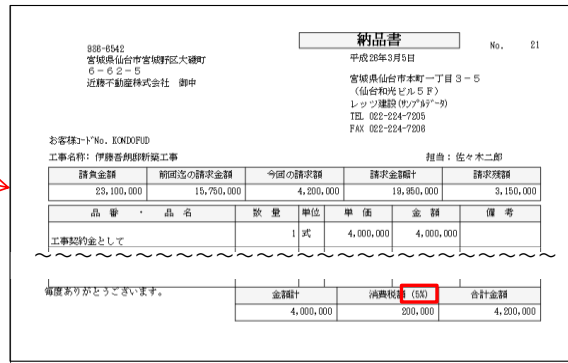 納品書
No. 21
988-6542
宮城県仙台市宮城野区大磯町
6-62-5
近藤不動産株式会社 御中
平成26年3月5日
宮城県仙台市本町一丁目3-5
(仙台和光ビル5F)
レッツ建設(サンプルデータ)
TEL 022-224-7205
FAX 022-224-7206
お客様コードNo. KONDOFUD
工事名称: 伊藤吾朗邸新築工事
担当: 佐々木二郎
請負金額 前回迄の請求金額 今回の請求額 請求金額計 請求残額
23,100,000 15,750,000 4,200,000 19,950,000 3,150,000
品番・品名 数量 単位 単価 金額 備考
工事契約金として 1 式 4,000,000 4,000,000
毎度ありがとうございます。
金額計 消費税額 (5%) 合計金額
4,000,000 200,000 4,200,000